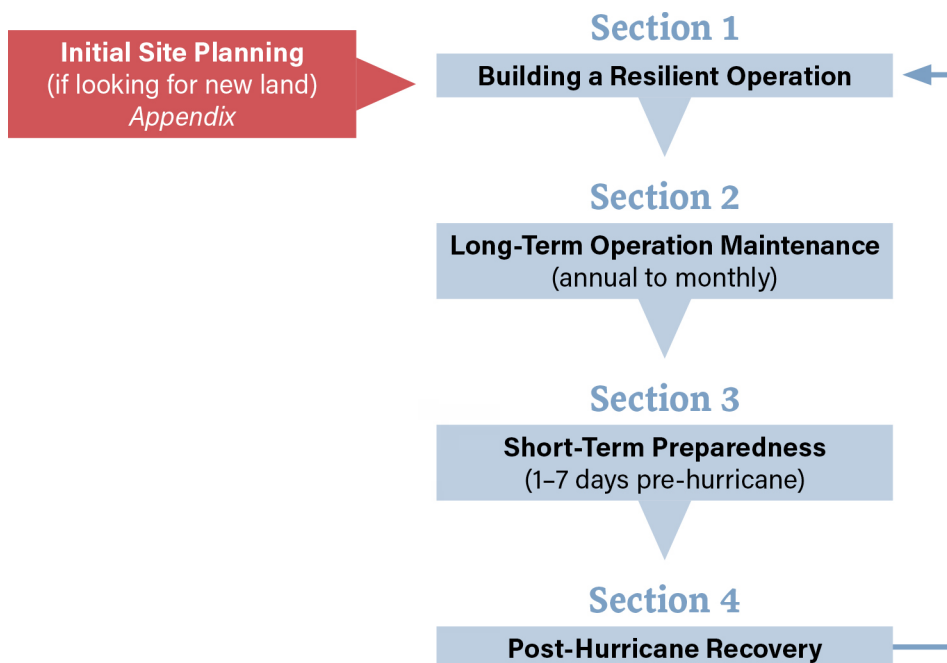 Section 1
Initial Site Planning
(if looking for new land)
Appendix
Building a Resilient Operation
Section 2
Long-Term Operation Maintenance
(annual to monthly)
Section 3
Short-Term Preparedness
(1–7 days pre-hurricane)
Section 4
Post-Hurricane Recovery